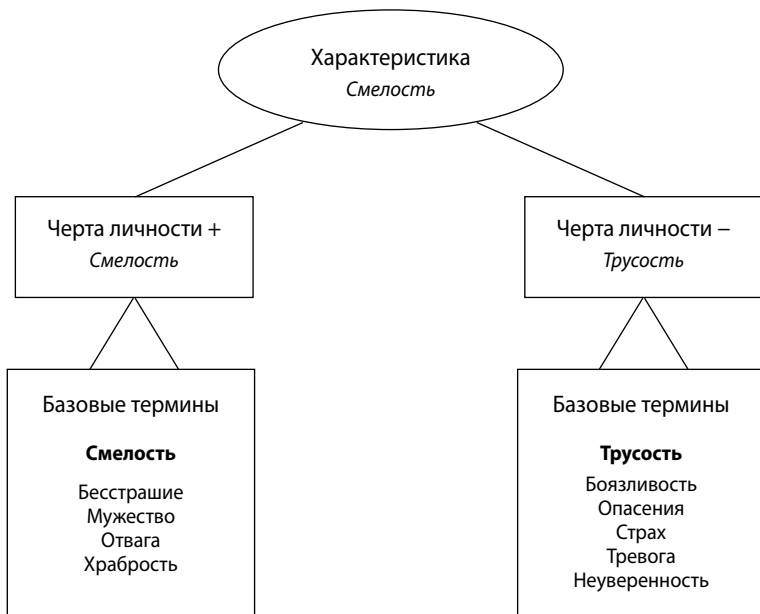 Характеристика
Смелость
Черта личности +
Смелость
Черта личности –
Трусость
Базовые термины
Смелость
Бесстрашие
Мужество
Отвага
Храбрость
Базовые термины
Трусость
Боязливость
Опасения
Страх
Тревога
Неуверенность